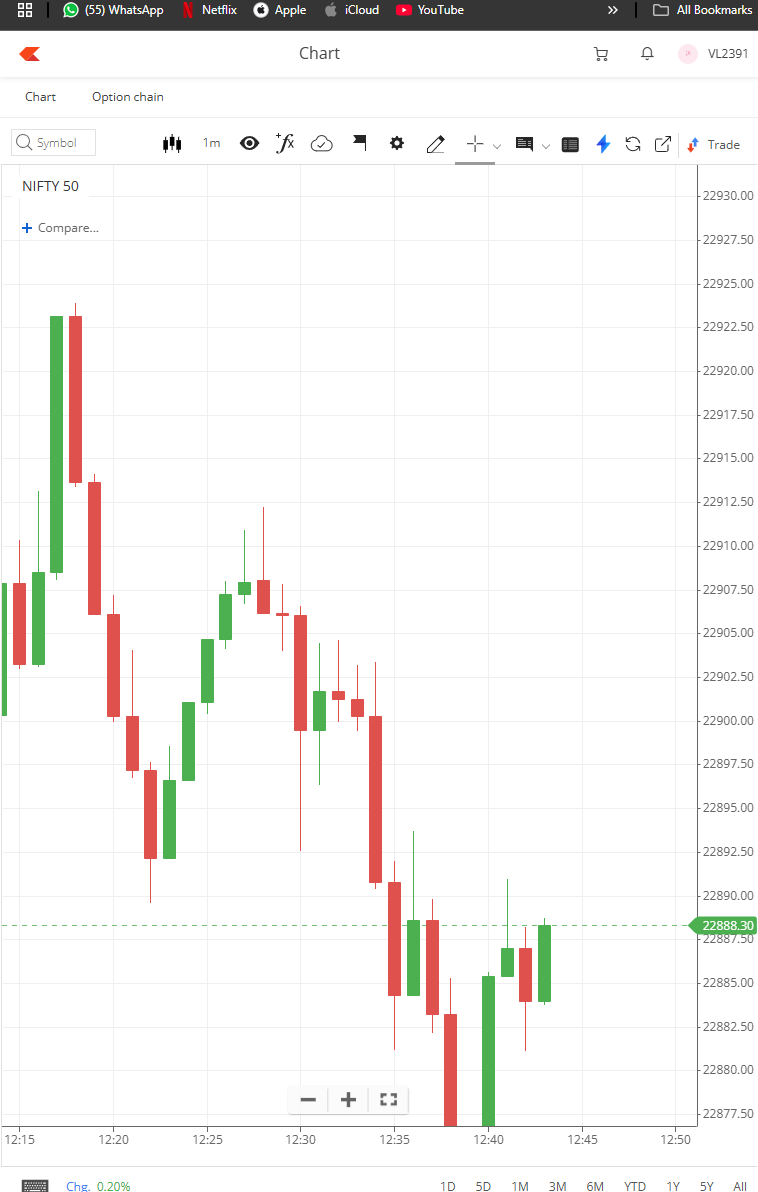 (55) WhatsApp Netflix Apple iCloud YouTube » All Bookmarks
Chart VL2391
Chart Option chain
Symbol 1m fx Trade
NIFTY 50
+ Compare...
22930.00
22927.50
22925.00
22922.50
22920.00
22917.50
22915.00
22912.50
22910.00
22907.50
22905.00
22902.50
22900.00
22897.50
22895.00
22892.50
22890.00
22888.30
22887.50
22885.00
22882.50
22880.00
22877.50
12:15 12:20 12:25 12:30 12:35 12:40 12:45 12:50
Chg. 0.20% 1D 5D 1M 3M 6M YTD 1Y 5Y All